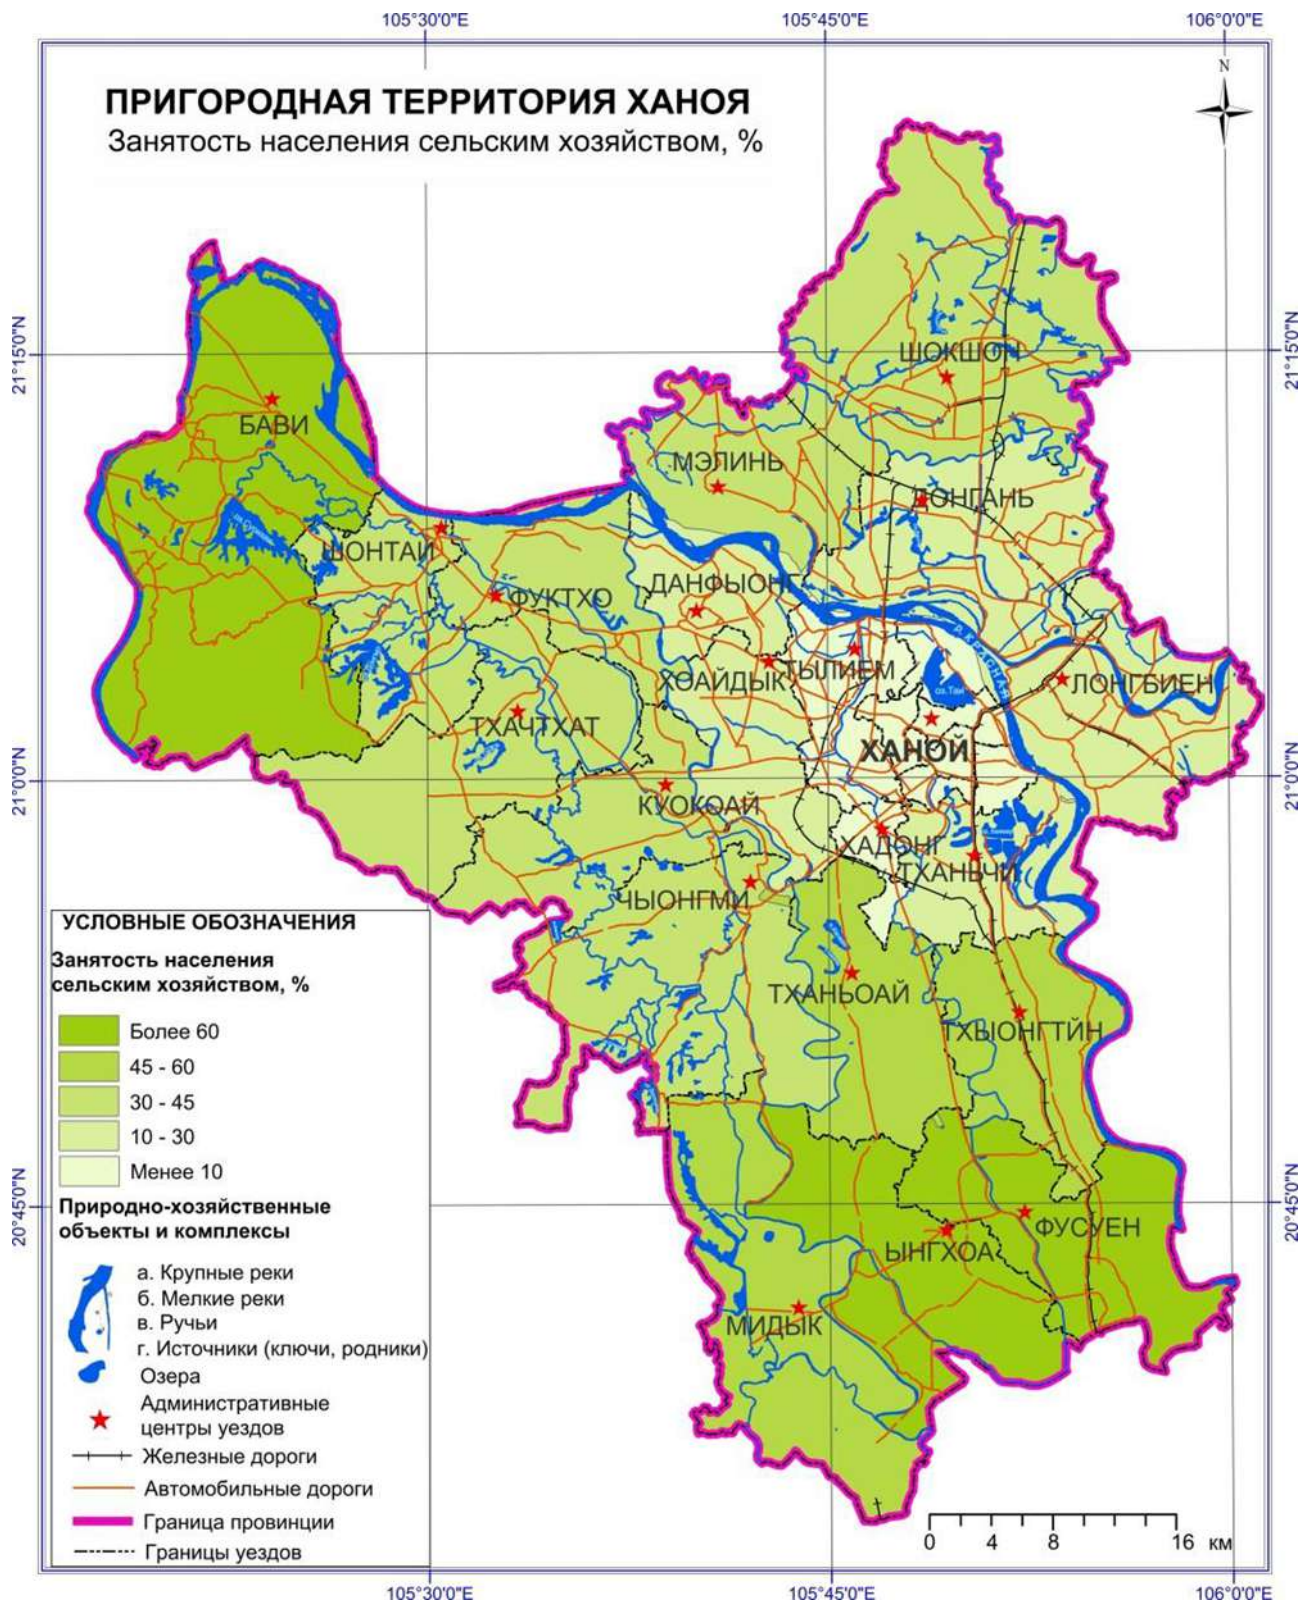 105°30'0"E
105°45'0"E
106°0'0"E
N
ПРИГОРОДНАЯ ТЕРРИТОРИЯ ХАНОЯ
Занятость населения сельским хозяйством, %
21°15'0"N
21°15'0"N
ШОКШОН
БАВИ
МЭЛИНЬ
ДОНГАНЬ
ШОНТАЙ
ФУКТХО
ДАНФЫОНГ
р. КРАСНАЯ
ХОАЙДЫК
ТЫЛИЕМ
оз.Таи
ЛОНГБИЕН
ТХАЧТХАТ
ХАНОЙ
21°0'0"N
21°0'0"N
КУОКОАЙ
ХАДОНГ
ТХАНЬЧИ
ЧЫОНГМИ
ТХАНЬОАЙ
ТХЫОНГТЙН
ФУСУЕН
ЫНГХОА
МИДЫК
20°45'0"N
20°45'0"N
УСЛОВНЫЕ ОБОЗНАЧЕНИЯ
Занятость населения
сельским хозяйством, %
Более 60
45 - 60
30 - 45
10 - 30
Менее 10
Природно-хозяйственные
объекты и комплексы
а. Крупные реки
б. Мелкие реки
в. Ручьи
г. Источники (ключи, родники)
Озера
Административные
центры уездов
Железные дороги
Автомобильные дороги
Граница провинции
Границы уездов
0 4 8 16 км
105°30'0"E
105°45'0"E
106°0'0"E